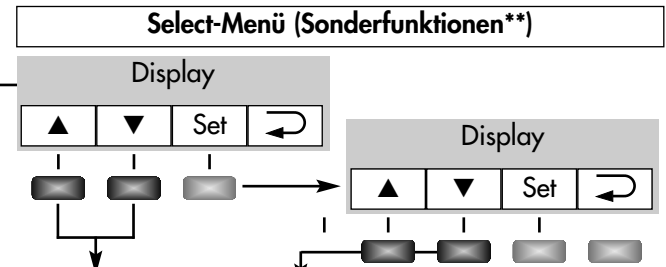 Select-Menü (Sonderfunktionen**)
Display
▲ ▼ Set
Display
▲ ▼ Set